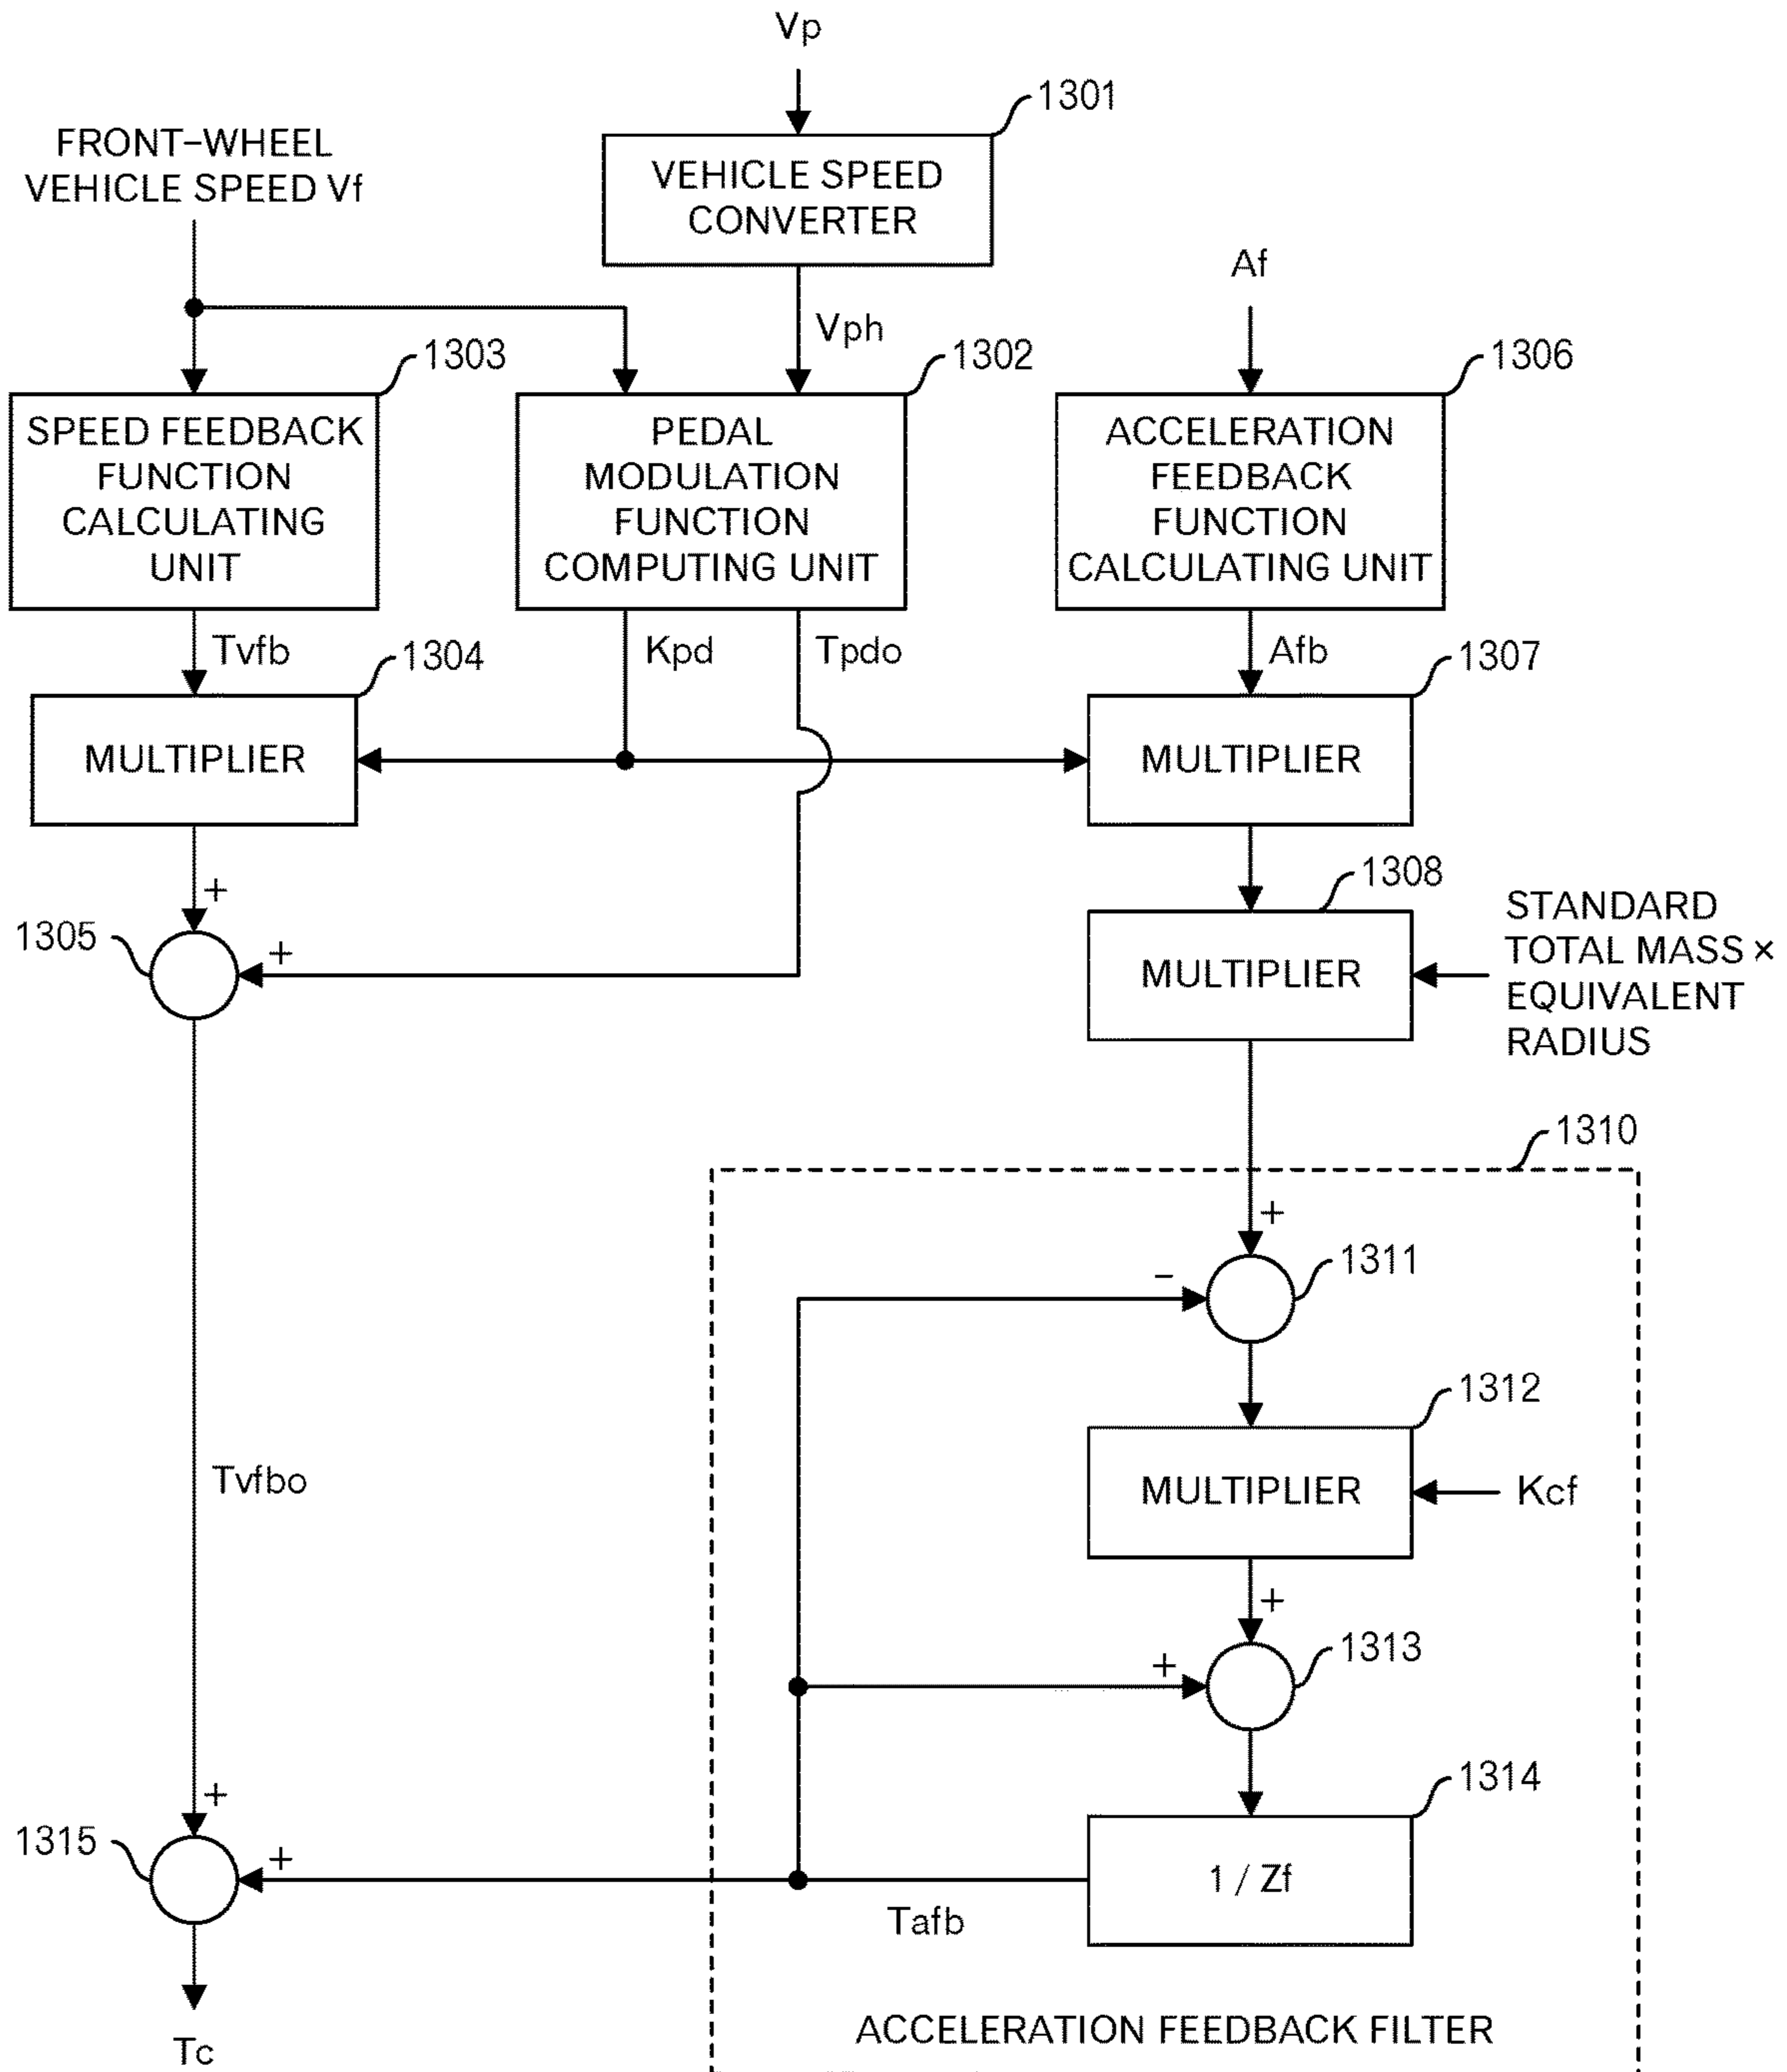 Vp
1301
FRONT-WHEEL
VEHICLE SPEED Vf
VEHICLE SPEED
CONVERTER
Af
Vph
1303
1302
1306
SPEED FEEDBACK
FUNCTION
CALCULATING
UNIT
PEDAL
MODULATION
FUNCTION
COMPUTING UNIT
ACCELERATION
FEEDBACK
FUNCTION
CALCULATING UNIT
Tvfb
1304
Kpd
Tpdo
Afb
1307
MULTIPLIER
MULTIPLIER
1308
+
1305
+
MULTIPLIER
STANDARD
TOTAL MASS ×
EQUIVALENT
RADIUS
1310
+
1311
-
1312
Tvfbo
MULTIPLIER
Kcf
+
1313
+
1314
+
1315
+
1 / Zf
Tafb
ACCELERATION FEEDBACK FILTER
Tc